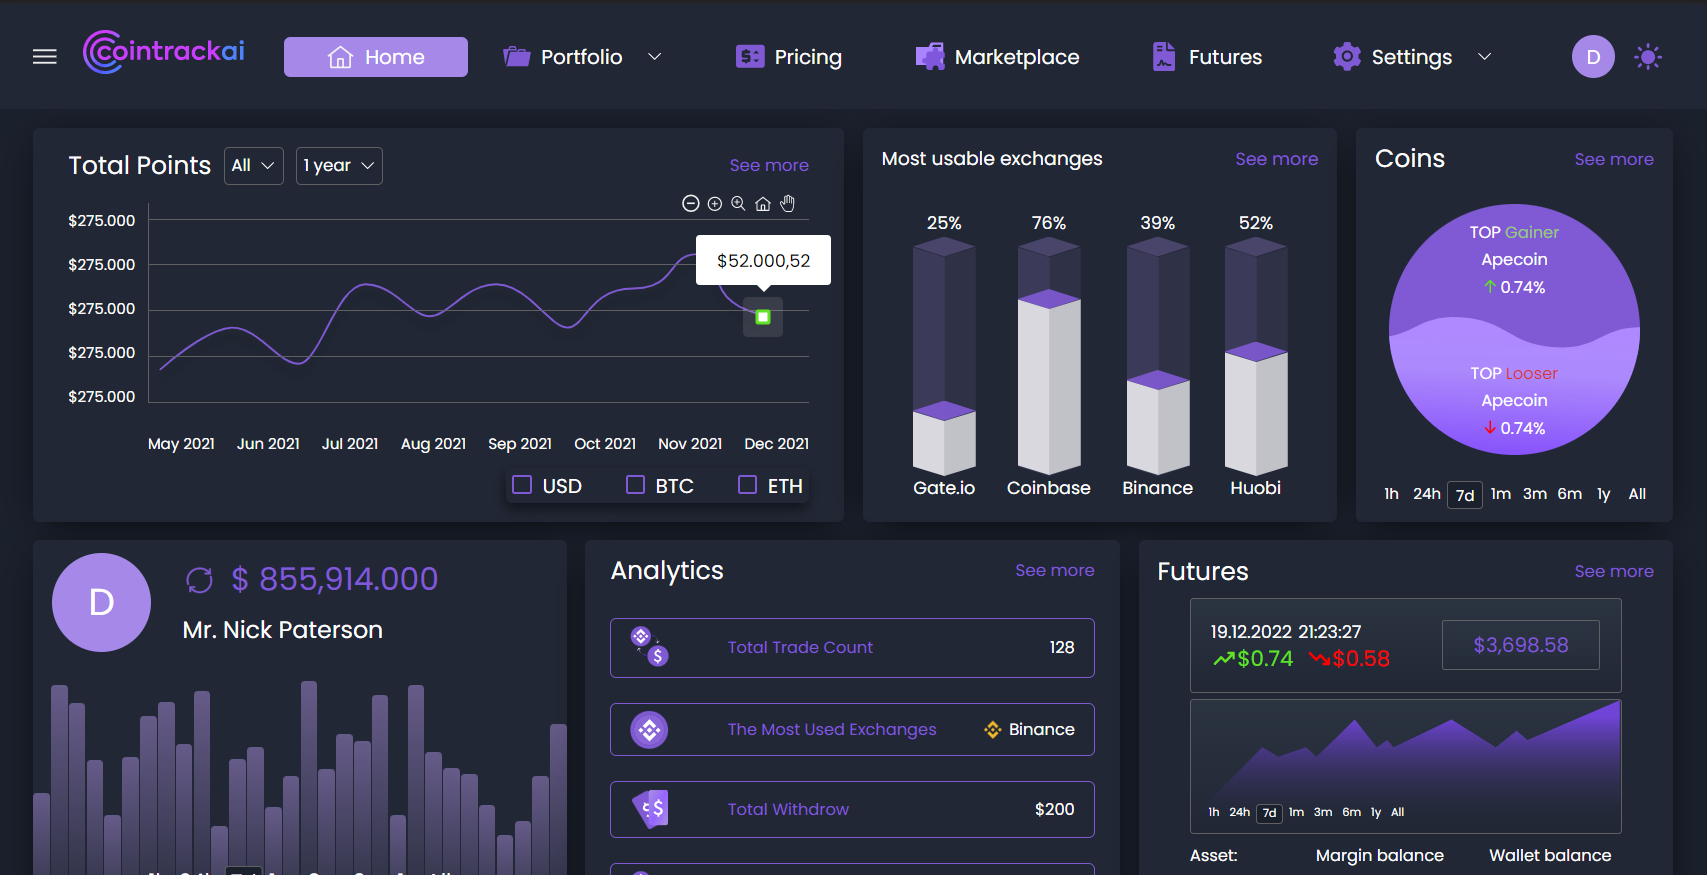 cointrackai
Home
Portfolio
Pricing
Marketplace
Futures
Settings
D
Total Points
All
1 year
See more
$275.000
$275.000
$275.000
$275.000
$275.000
$52.000,52
May 2021 Jun 2021 Jul 2021 Aug 2021 Sep 2021 Oct 2021 Nov 2021 Dec 2021
USD BTC ETH
Most usable exchanges
See more
25% 76% 39% 52%
Gate.io Coinbase Binance Huobi
Coins
See more
TOP Gainer
Apecoin
0.74%
TOP Looser
Apecoin
0.74%
1h 24h 7d 1m 3m 6m 1y All
D
$ 855,914.000
Mr. Nick Paterson
Analytics
See more
Total Trade Count 128
The Most Used Exchanges Binance
Total Withdrow $200
Futures
See more
19.12.2022 21:23:27
$0.74 $0.58
$3,698.58
1h 24h 7d 1m 3m 6m 1y All
Asset: Margin balance Wallet balance